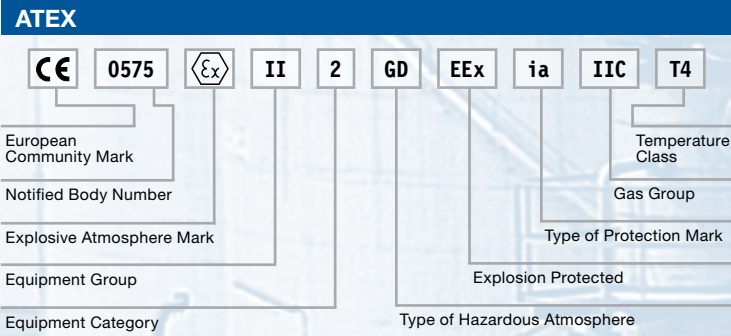 ATEX
CE 0575 Ex II 2 GD EEx ia IIC T4
European
Community Mark
Temperature
Class
Notified Body Number
Gas Group
Explosive Atmosphere Mark
Type of Protection Mark
Equipment Group
Explosion Protected
Equipment Category
Type of Hazardous Atmosphere